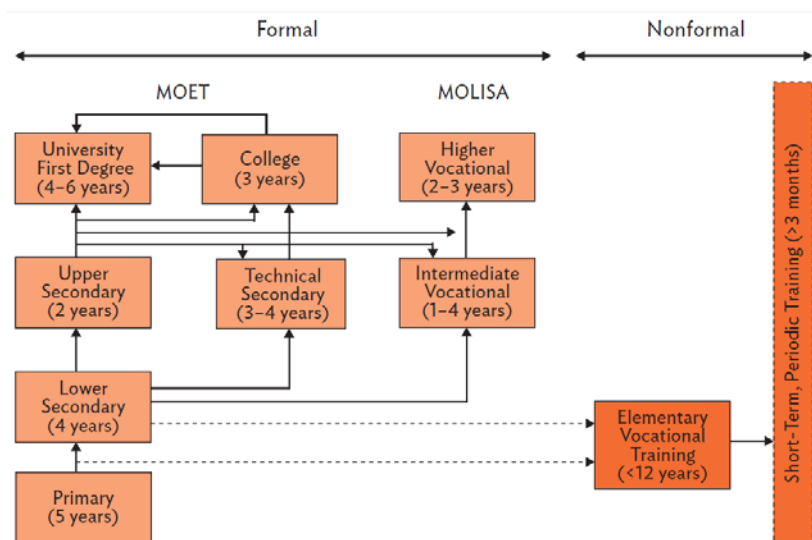 Formal
Nonformal
MOET
MOLISA
University
First Degree
(4–6 years)
College
(3 years)
Higher
Vocational
(2–3 years)
Upper
Secondary
(2 years)
Technical
Secondary
(3–4 years)
Intermediate
Vocational
(1–4 years)
Lower
Secondary
(4 years)
Elementary
Vocational
Training
(<12 years)
Primary
(5 years)
Short-Term, Periodic Training (>3 months)